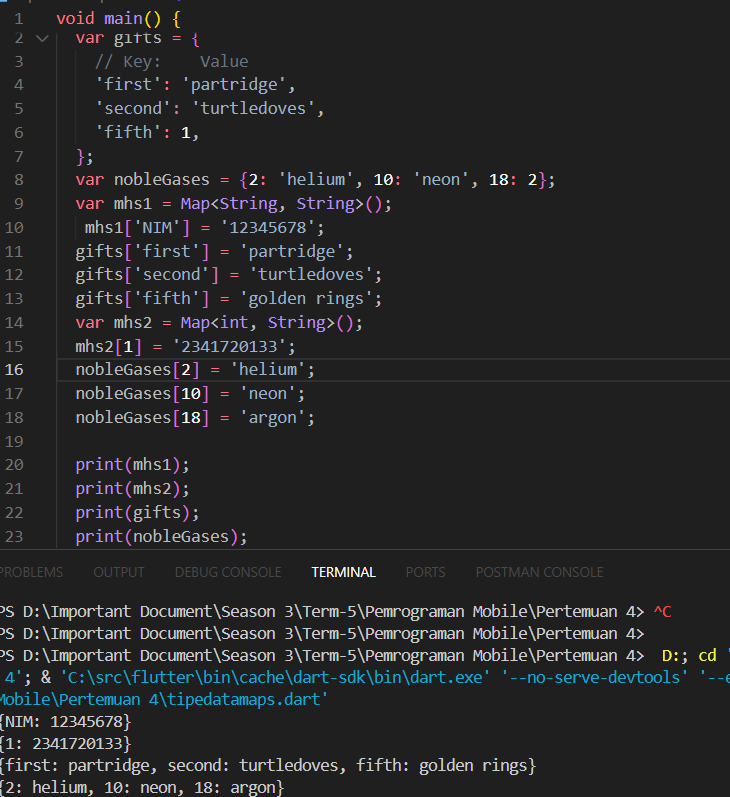 1 void main() {
2 var gifts = {
3 // Key:    Value
4 'first': 'partridge',
5 'second': 'turtledoves',
6 'fifth': 1,
7 };
8 var nobleGases = {2: 'helium', 10: 'neon', 18: 2};
9 var mhs1 = Map<String, String>();
10 mhs1['NIM'] = '12345678';
11 gifts['first'] = 'partridge';
12 gifts['second'] = 'turtledoves';
13 gifts['fifth'] = 'golden rings';
14 var mhs2 = Map<int, String>();
15 mhs2[1] = '2341720133';
16 nobleGases[2] = 'helium';
17 nobleGases[10] = 'neon';
18 nobleGases[18] = 'argon';
19
20 print(mhs1);
21 print(mhs2);
22 print(gifts);
23 print(nobleGases);
PROBLEMS OUTPUT DEBUG CONSOLE TERMINAL PORTS POSTMAN CONSOLE
PS D:\Important Document\Season 3\Term-5\Pemrograman Mobile\Pertemuan 4> ^C
PS D:\Important Document\Season 3\Term-5\Pemrograman Mobile\Pertemuan 4>
PS D:\Important Document\Season 3\Term-5\Pemrograman Mobile\Pertemuan 4>  D:; cd '
4'; & 'C:\src\flutter\bin\cache\dart-sdk\bin\dart.exe' '--no-serve-devtools' '--e
Mobile\Pertemuan 4\tipedatamaps.dart'
{NIM: 12345678}
{1: 2341720133}
{first: partridge, second: turtledoves, fifth: golden rings}
{2: helium, 10: neon, 18: argon}